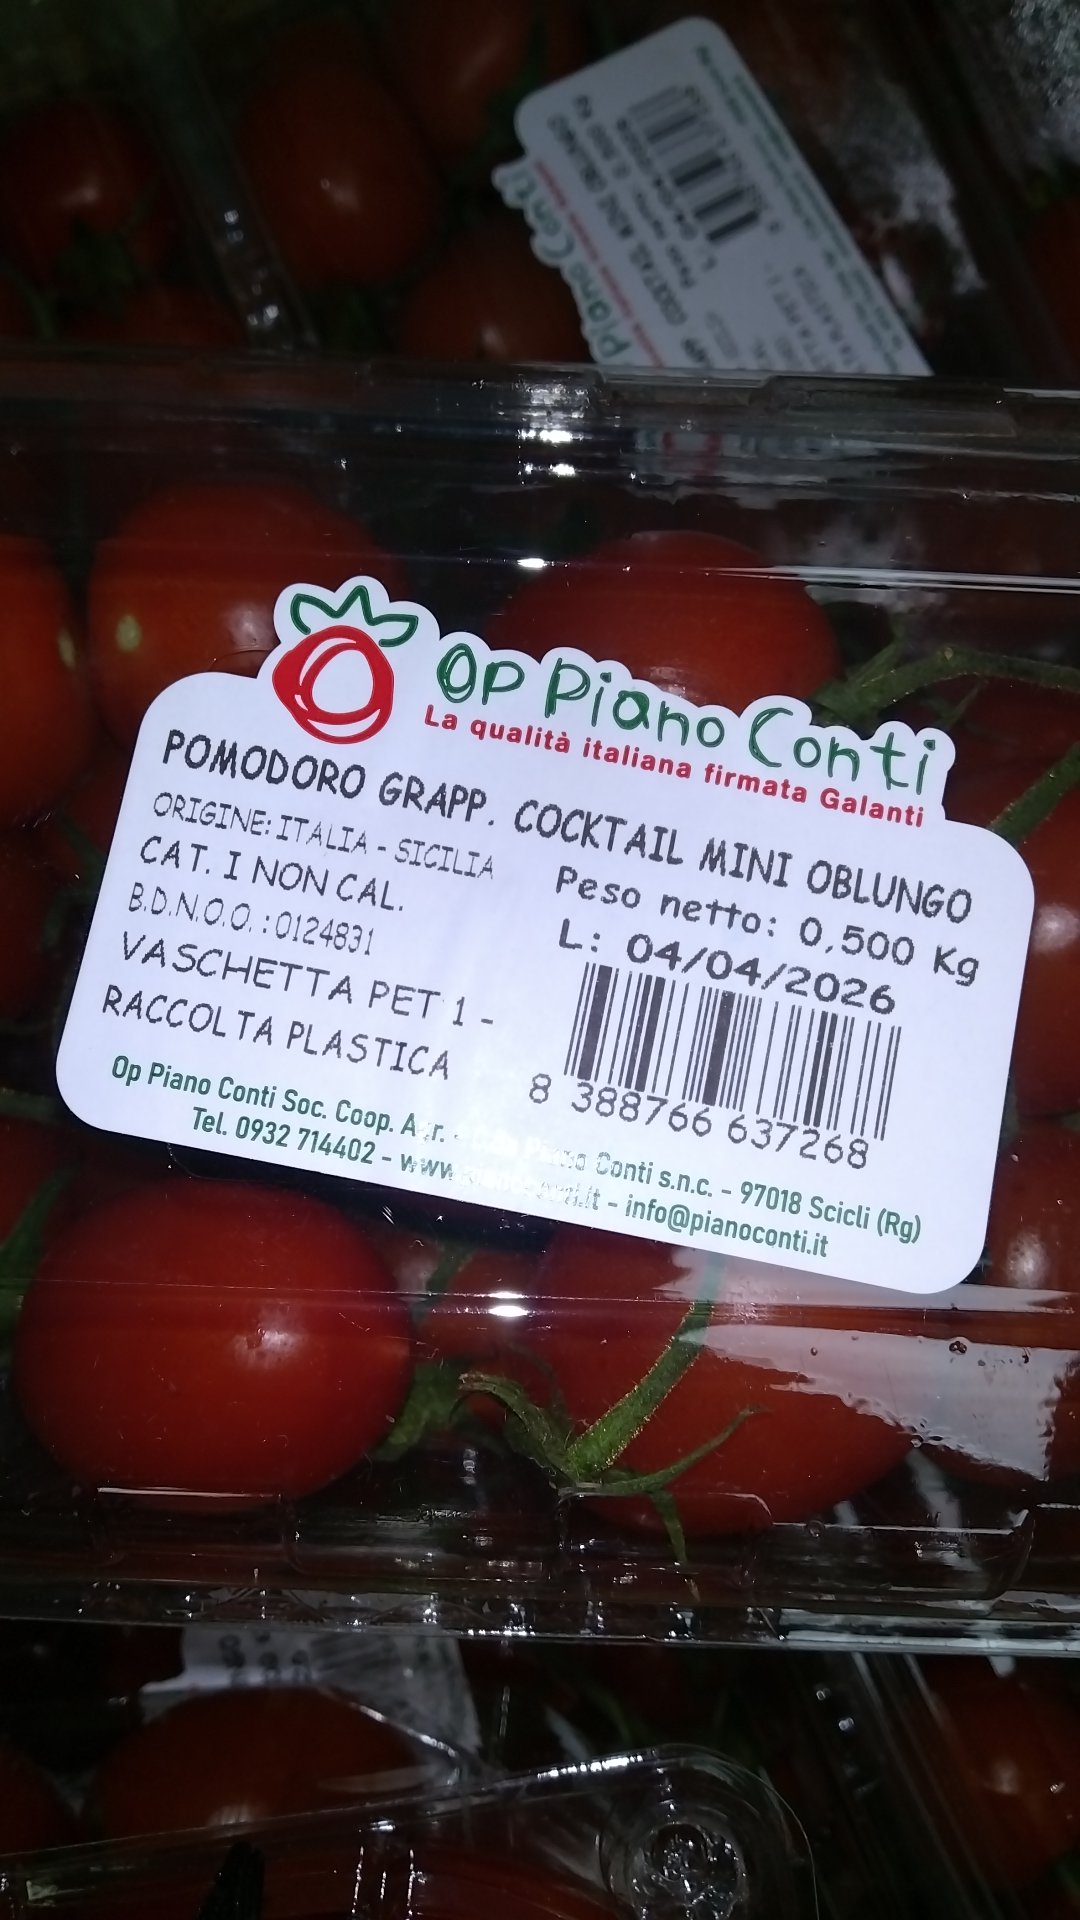 Op Piano Conti
La qualità italiana firmata Galanti
POMODORO GRAPP. COCKTAIL MINI OBLUNGO
ORIGINE: ITALIA - SICILIA
CAT. I NON CAL.
B.D.N.O.O. : 0124831
VASCHETTA PET 1 -
RACCOLTA PLASTICA
Peso netto: 0,500 Kg
L: 04/04/2026
8 388766 637268
Op Piano Conti Soc. Coop. Conti s.n.c. - 97018 Scicli (Rg)
Tel. 0932 714402 - www - info@pianoconti.it
Piano Conti